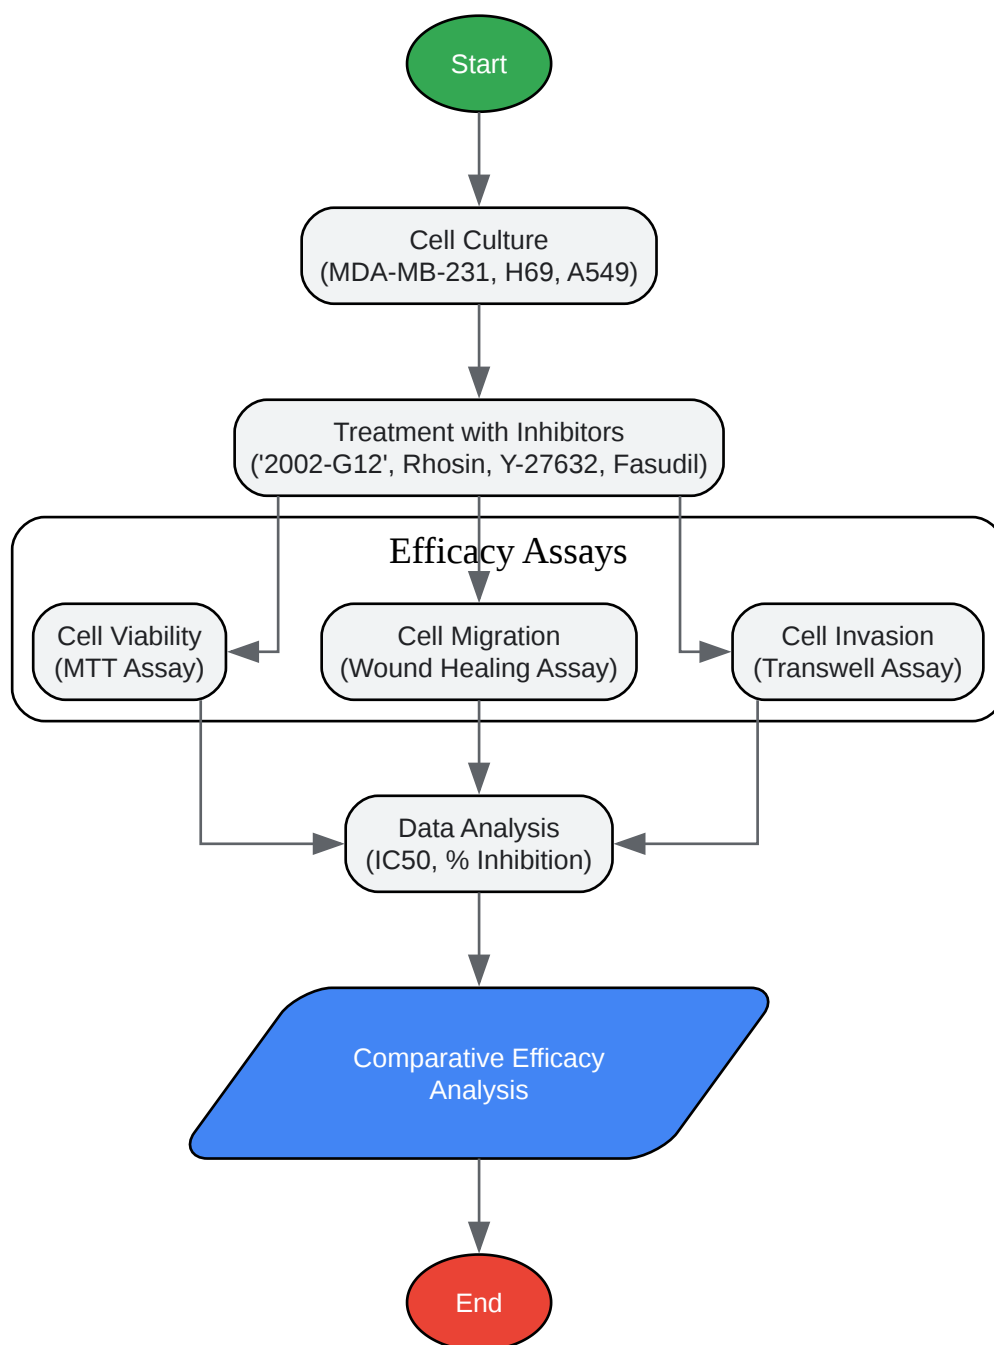 Start
Cell Culture
(MDA-MB-231, H69, A549)
Treatment with Inhibitors
('2002-G12', Rhosin, Y-27632, Fasudil)
Efficacy Assays
Cell Viability
(MTT Assay)
Cell Migration
(Wound Healing Assay)
Cell Invasion
(Transwell Assay)
Data Analysis
(IC50, % Inhibition)
Comparative Efficacy
Analysis
End